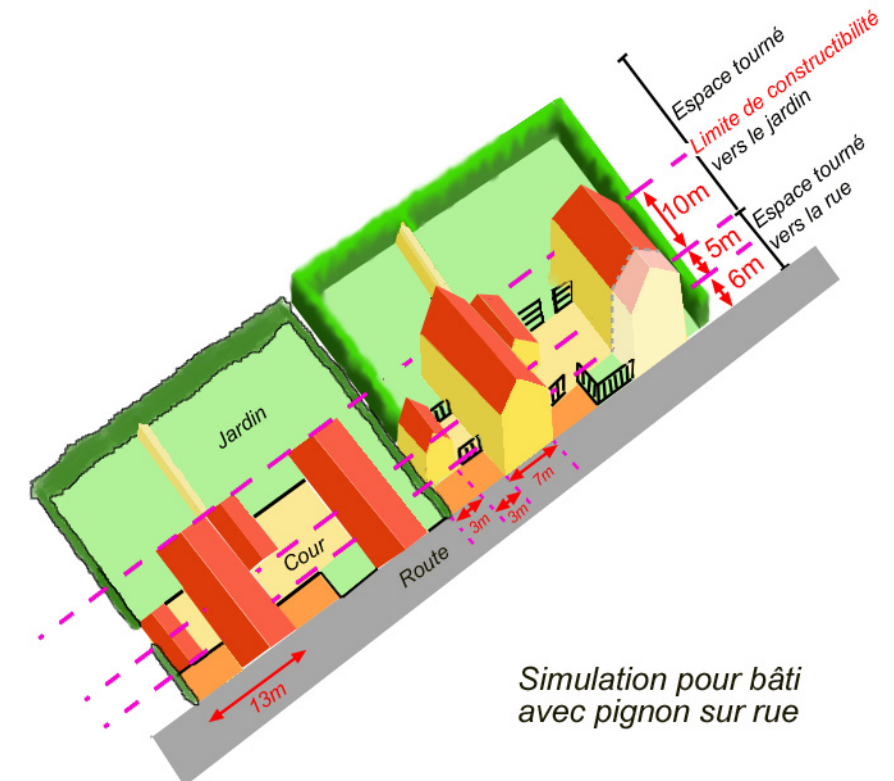 Espace tourné
Limite de constructibilité
vers le jardin
Espace tourné
vers la rue
10m
5m
6m
Jardin
Cour
Route
7m
3m
3m
13m
Simulation pour bâti
avec pignon sur rue